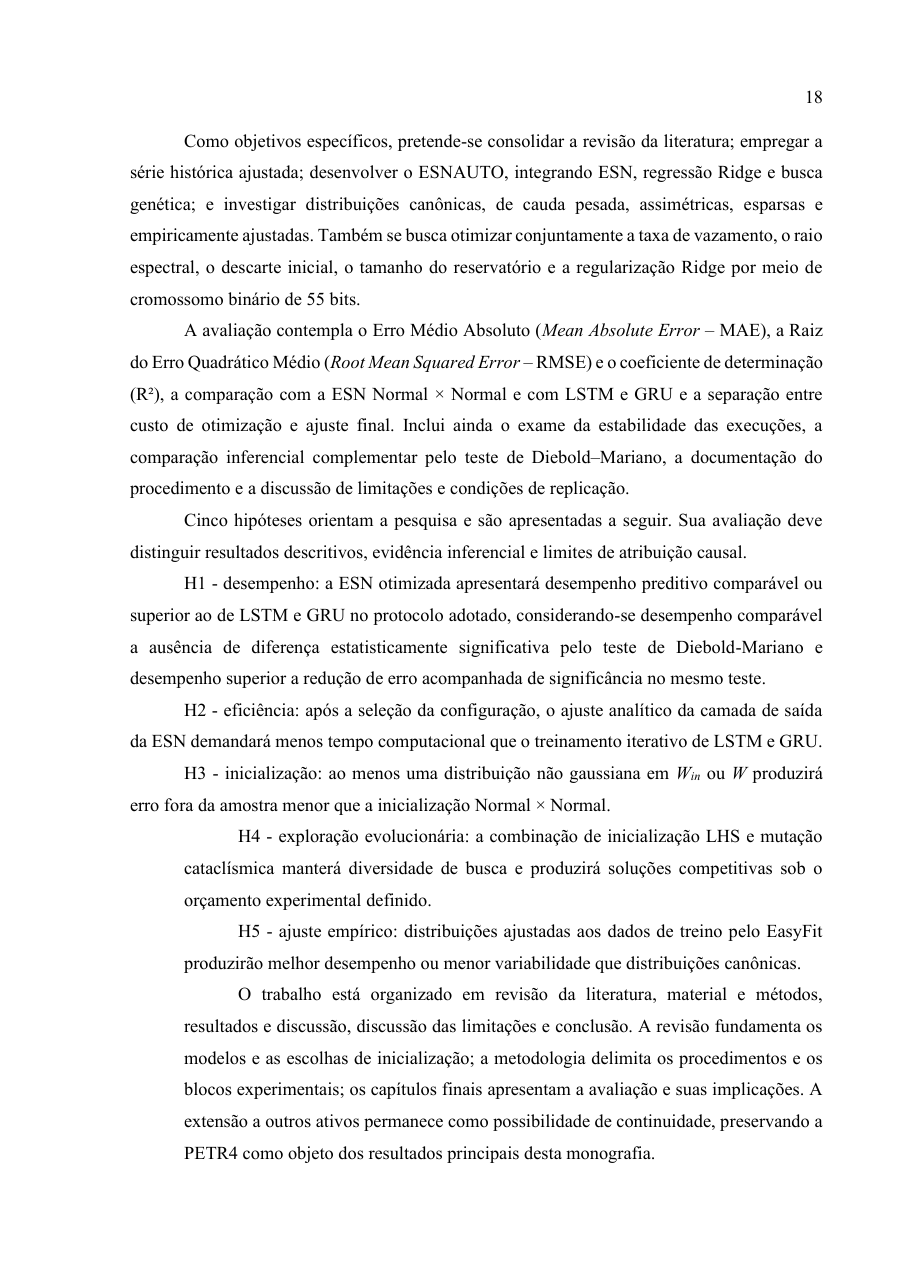 18
Como objetivos específicos, pretende-se consolidar a revisão da literatura; empregar a
série histórica ajustada; desenvolver o ESNAUTO, integrando ESN, regressão Ridge e busca
genética; e investigar distribuições canônicas, de cauda pesada, assimétricas, esparsas e
empiricamente ajustadas. Também se busca otimizar conjuntamente a taxa de vazamento, o raio
espectral, o descarte inicial, o tamanho do reservatório e a regularização Ridge por meio de
cromossomo binário de 55 bits.
A avaliação contempla o Erro Médio Absoluto (Mean Absolute Error – MAE), a Raiz
do Erro Quadrático Médio (Root Mean Squared Error – RMSE) e o coeficiente de determinação
(R²), a comparação com a ESN Normal × Normal e com LSTM e GRU e a separação entre
custo de otimização e ajuste final. Inclui ainda o exame da estabilidade das execuções, a
comparação inferencial complementar pelo teste de Diebold–Mariano, a documentação do
procedimento e a discussão de limitações e condições de replicação.
Cinco hipóteses orientam a pesquisa e são apresentadas a seguir. Sua avaliação deve
distinguir resultados descritivos, evidência inferencial e limites de atribuição causal.
H1 - desempenho: a ESN otimizada apresentará desempenho preditivo comparável ou
superior ao de LSTM e GRU no protocolo adotado, considerando-se desempenho comparável
a ausência de diferença estatisticamente significativa pelo teste de Diebold-Mariano e
desempenho superior a redução de erro acompanhada de significância no mesmo teste.
H2 - eficiência: após a seleção da configuração, o ajuste analítico da camada de saída
da ESN demandará menos tempo computacional que o treinamento iterativo de LSTM e GRU.
H3 - inicialização: ao menos uma distribuição não gaussiana em Win ou W produzirá
erro fora da amostra menor que a inicialização Normal × Normal.
H4 - exploração evolucionária: a combinação de inicialização LHS e mutação
cataclísmica manterá diversidade de busca e produzirá soluções competitivas sob o
orçamento experimental definido.
H5 - ajuste empírico: distribuições ajustadas aos dados de treino pelo EasyFit
produzirão melhor desempenho ou menor variabilidade que distribuições canônicas.
O trabalho está organizado em revisão da literatura, material e métodos,
resultados e discussão, discussão das limitações e conclusão. A revisão fundamenta os
modelos e as escolhas de inicialização; a metodologia delimita os procedimentos e os
blocos experimentais; os capítulos finais apresentam a avaliação e suas implicações. A
extensão a outros ativos permanece como possibilidade de continuidade, preservando a
PETR4 como objeto dos resultados principais desta monografia.